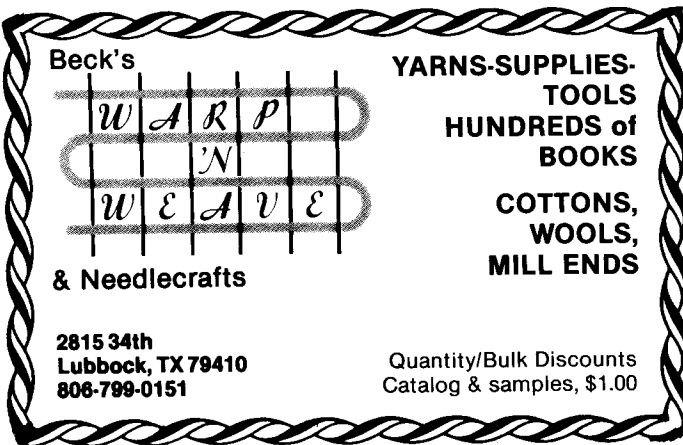 Beck's
WARP
'N
WEAVE
& Needlecrafts
2815 34th
Lubbock, TX 79410
806-799-0151
YARNS-SUPPLIES-
TOOLS
HUNDREDS of
BOOKS
COTTONS,
WOOLS,
MILL ENDS
Quantity/Bulk Discounts
Catalog & samples, $1.00